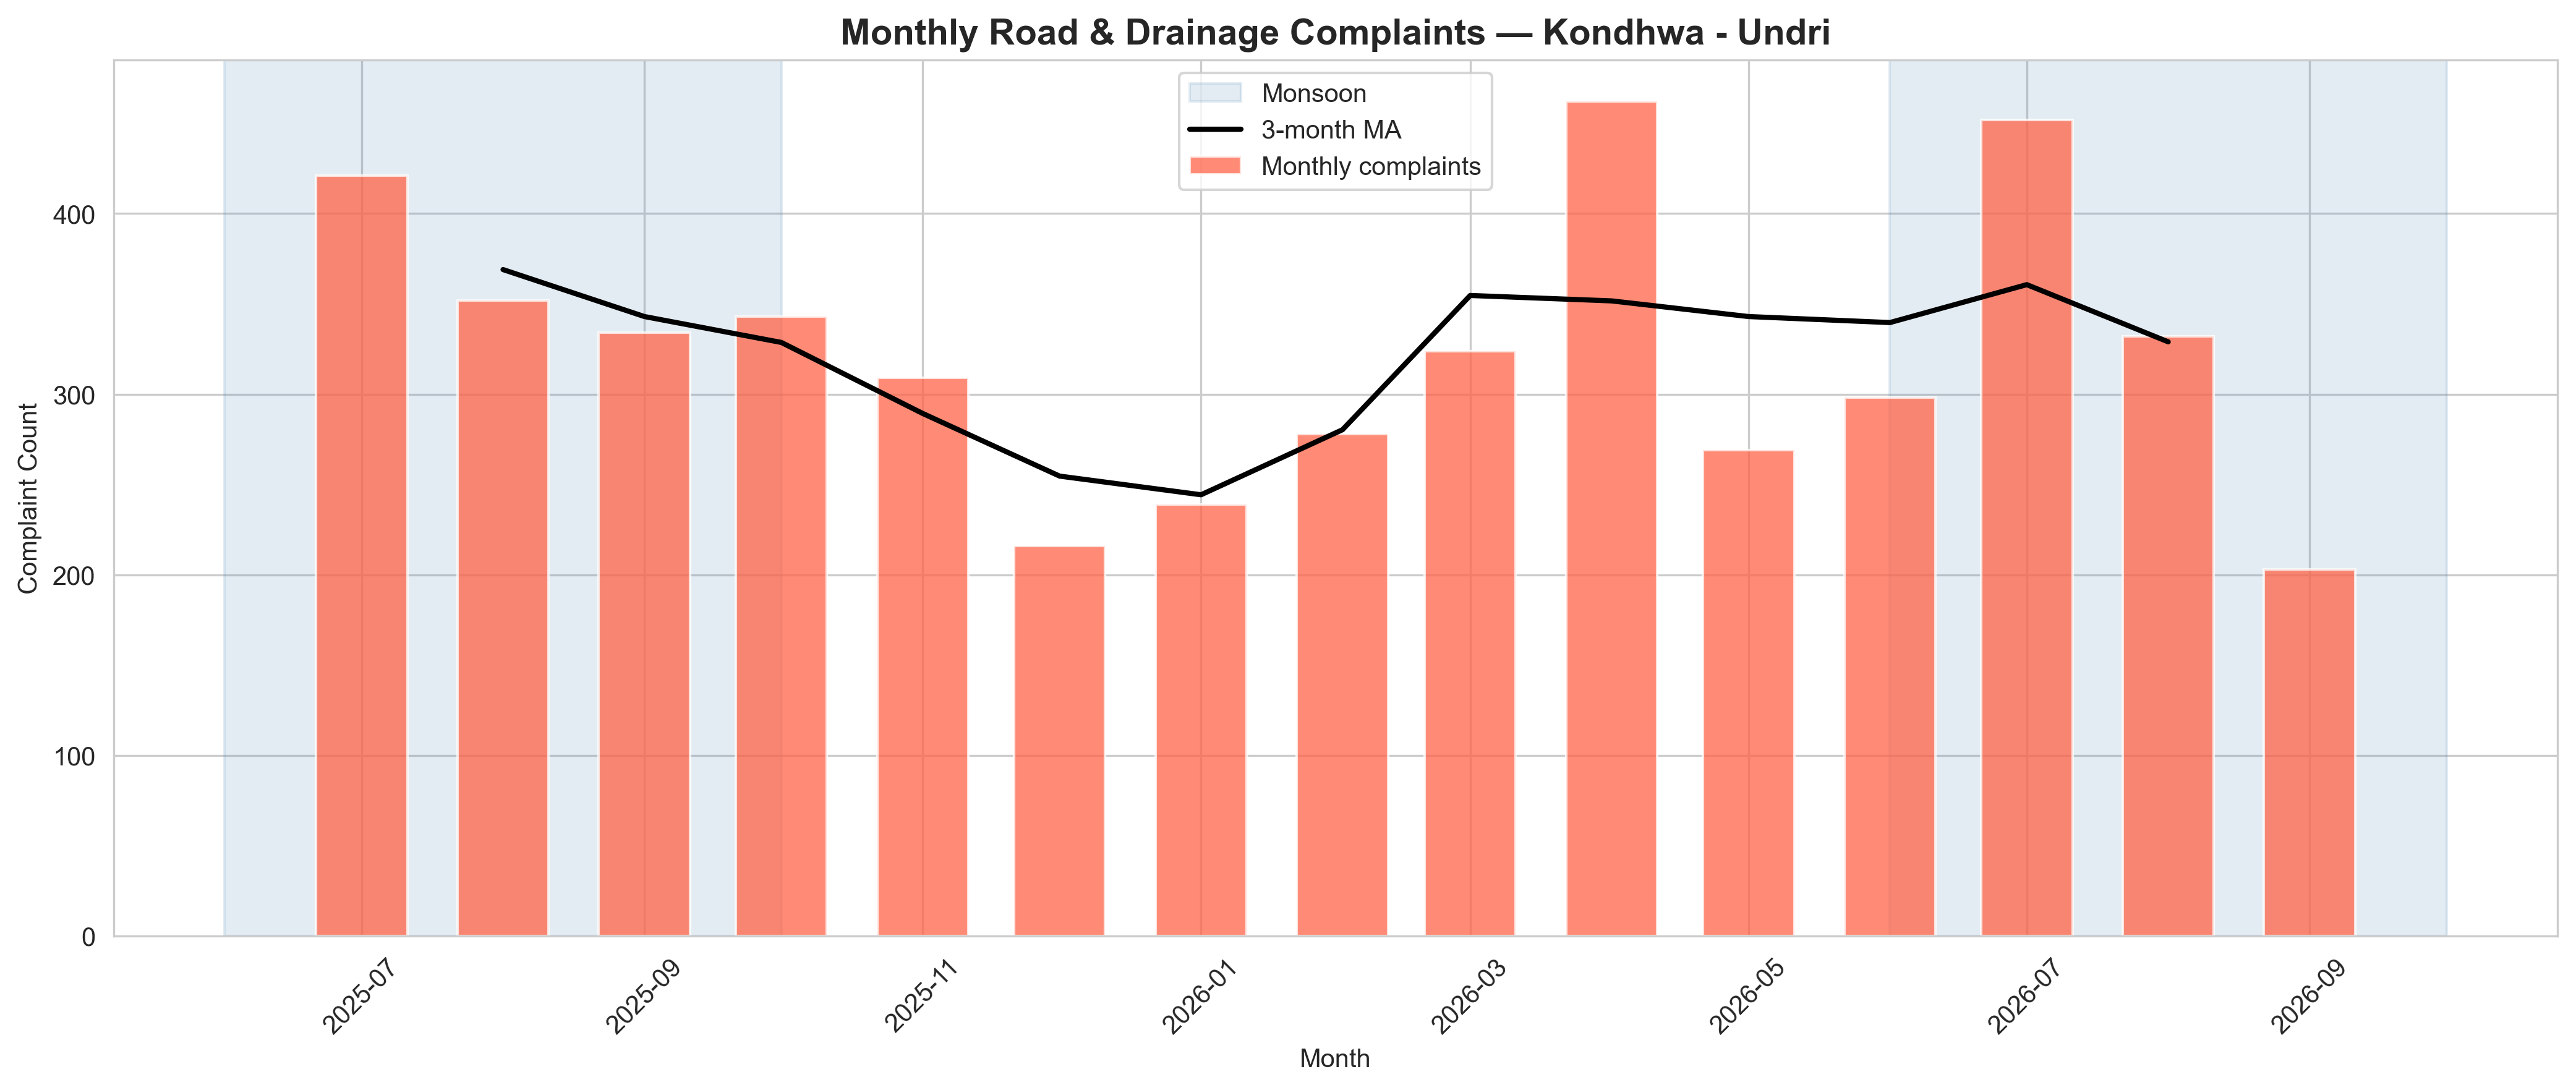 Monthly Road & Drainage Complaints — Kondhwa - Undri
Monsoon
3-month MA
Monthly complaints
Complaint Count
400
300
200
100
0
2025-07
2025-09
2025-11
2026-01
2026-03
2026-05
2026-07
2026-09
Month